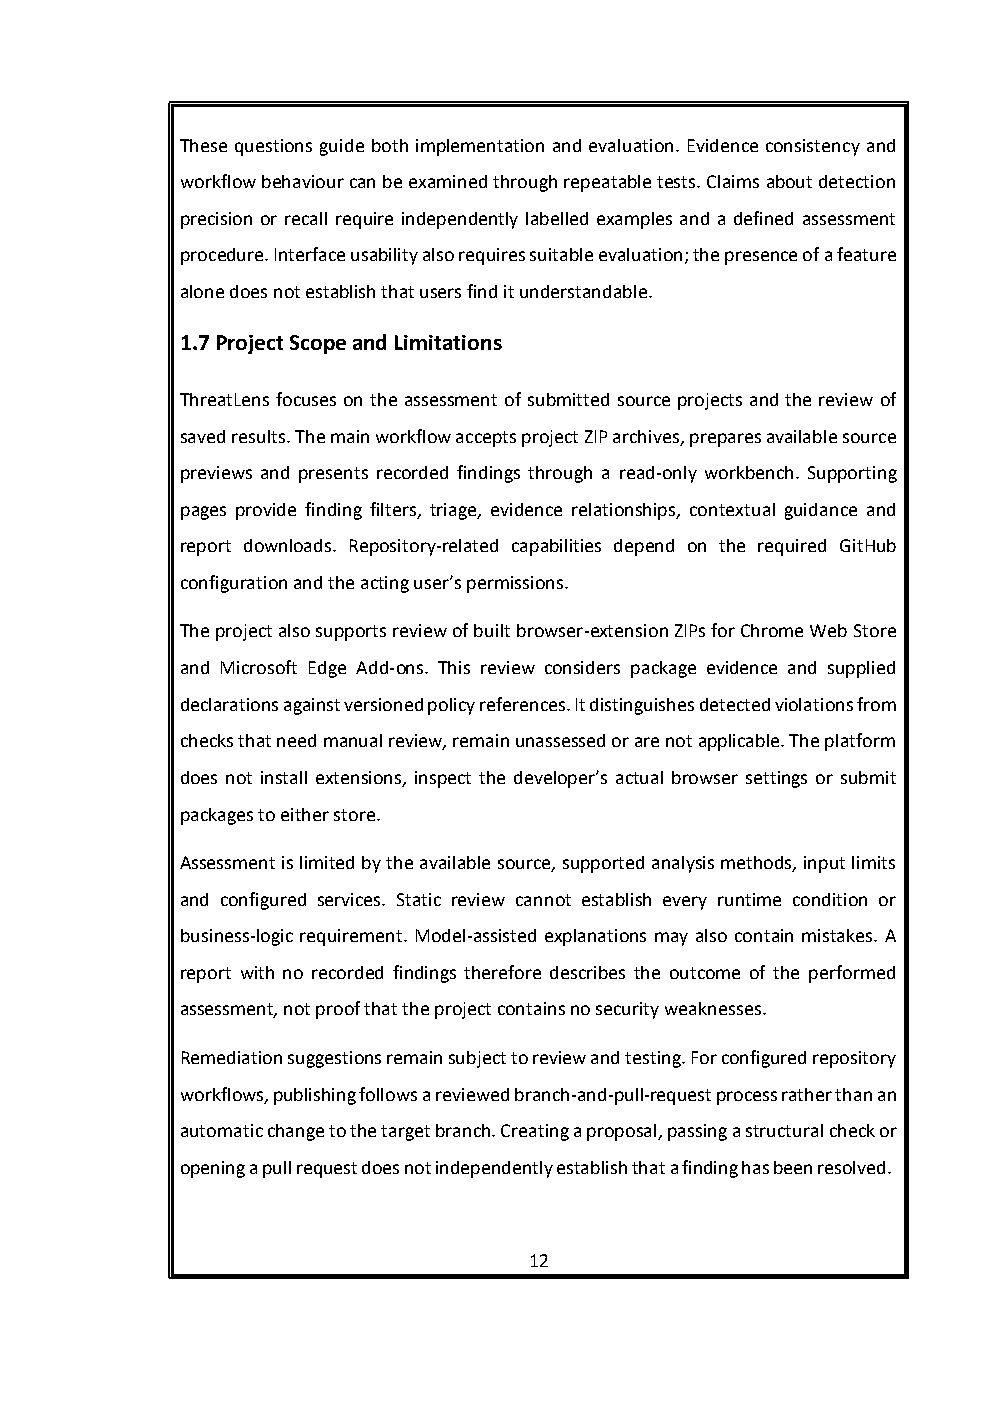 These questions guide both implementation and evaluation. Evidence consistency and
workflow behaviour can be examined through repeatable tests. Claims about detection
precision or recall require independently labelled examples and a defined assessment
procedure. Interface usability also requires suitable evaluation; the presence of a feature
alone does not establish that users find it understandable.
1.7 Project Scope and Limitations
ThreatLens focuses on the assessment of submitted source projects and the review of
saved results. The main workflow accepts project ZIP archives, prepares available source
previews and presents recorded findings through a read-only workbench. Supporting
pages provide finding filters, triage, evidence relationships, contextual guidance and
report downloads. Repository-related capabilities depend on the required GitHub
configuration and the acting user’s permissions.
The project also supports review of built browser-extension ZIPs for Chrome Web Store
and Microsoft Edge Add-ons. This review considers package evidence and supplied
declarations against versioned policy references. It distinguishes detected violations from
checks that need manual review, remain unassessed or are not applicable. The platform
does not install extensions, inspect the developer’s actual browser settings or submit
packages to either store.
Assessment is limited by the available source, supported analysis methods, input limits
and configured services. Static review cannot establish every runtime condition or
business-logic requirement. Model-assisted explanations may also contain mistakes. A
report with no recorded findings therefore describes the outcome of the performed
assessment, not proof that the project contains no security weaknesses.
Remediation suggestions remain subject to review and testing. For configured repository
workflows, publishing follows a reviewed branch-and-pull-request process rather than an
automatic change to the target branch. Creating a proposal, passing a structural check or
opening a pull request does not independently establish that a finding has been resolved.
12